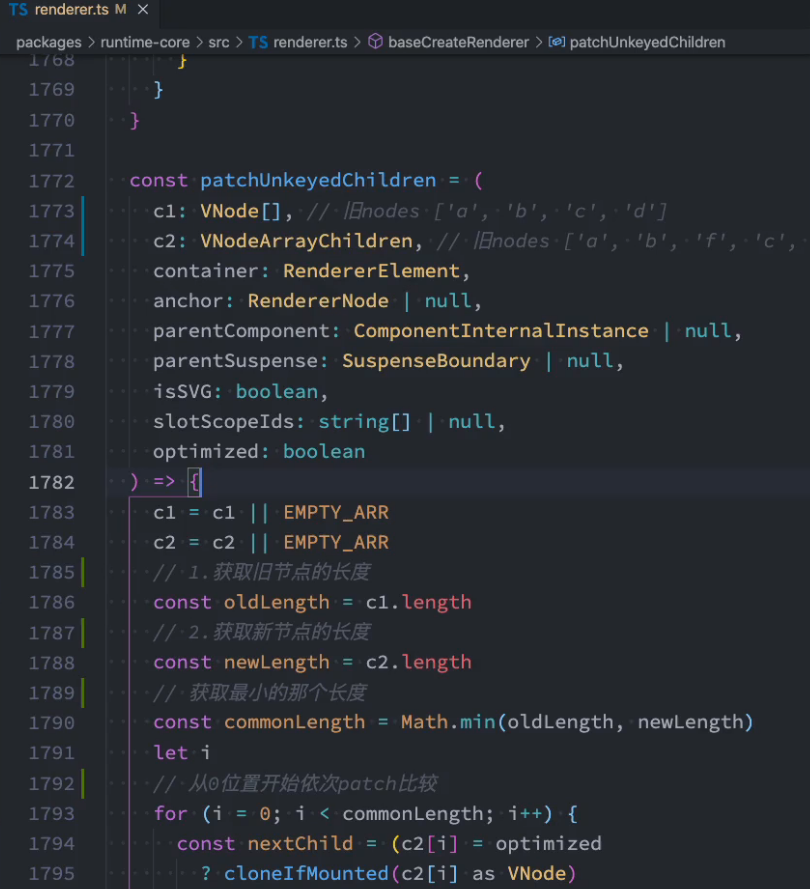 TS renderer.ts M ×
packages > runtime-core > src > TS renderer.ts > baseCreateRenderer > patchUnkeyedChildren
1768 }
1769 }
1770 }
1771
1772 const patchUnkeyedChildren = (
1773 c1: VNode[], // 旧nodes ['a', 'b', 'c', 'd']
1774 c2: VNodeArrayChildren, // 旧nodes ['a', 'b', 'f', 'c',
1775 container: RendererElement,
1776 anchor: RendererNode | null,
1777 parentComponent: ComponentInternalInstance | null,
1778 parentSuspense: SuspenseBoundary | null,
1779 isSVG: boolean,
1780 slotScopeIds: string[] | null,
1781 optimized: boolean
1782 ) => {
1783 c1 = c1 || EMPTY_ARR
1784 c2 = c2 || EMPTY_ARR
1785 // 1.获取旧节点的长度
1786 const oldLength = c1.length
1787 // 2.获取新节点的长度
1788 const newLength = c2.length
1789 // 获取最小的那个长度
1790 const commonLength = Math.min(oldLength, newLength)
1791 let i
1792 // 从0位置开始依次patch比较
1793 for (i = 0; i < commonLength; i++) {
1794 const nextChild = (c2[i] = optimized
1795 ? cloneIfMounted(c2[i] as VNode)